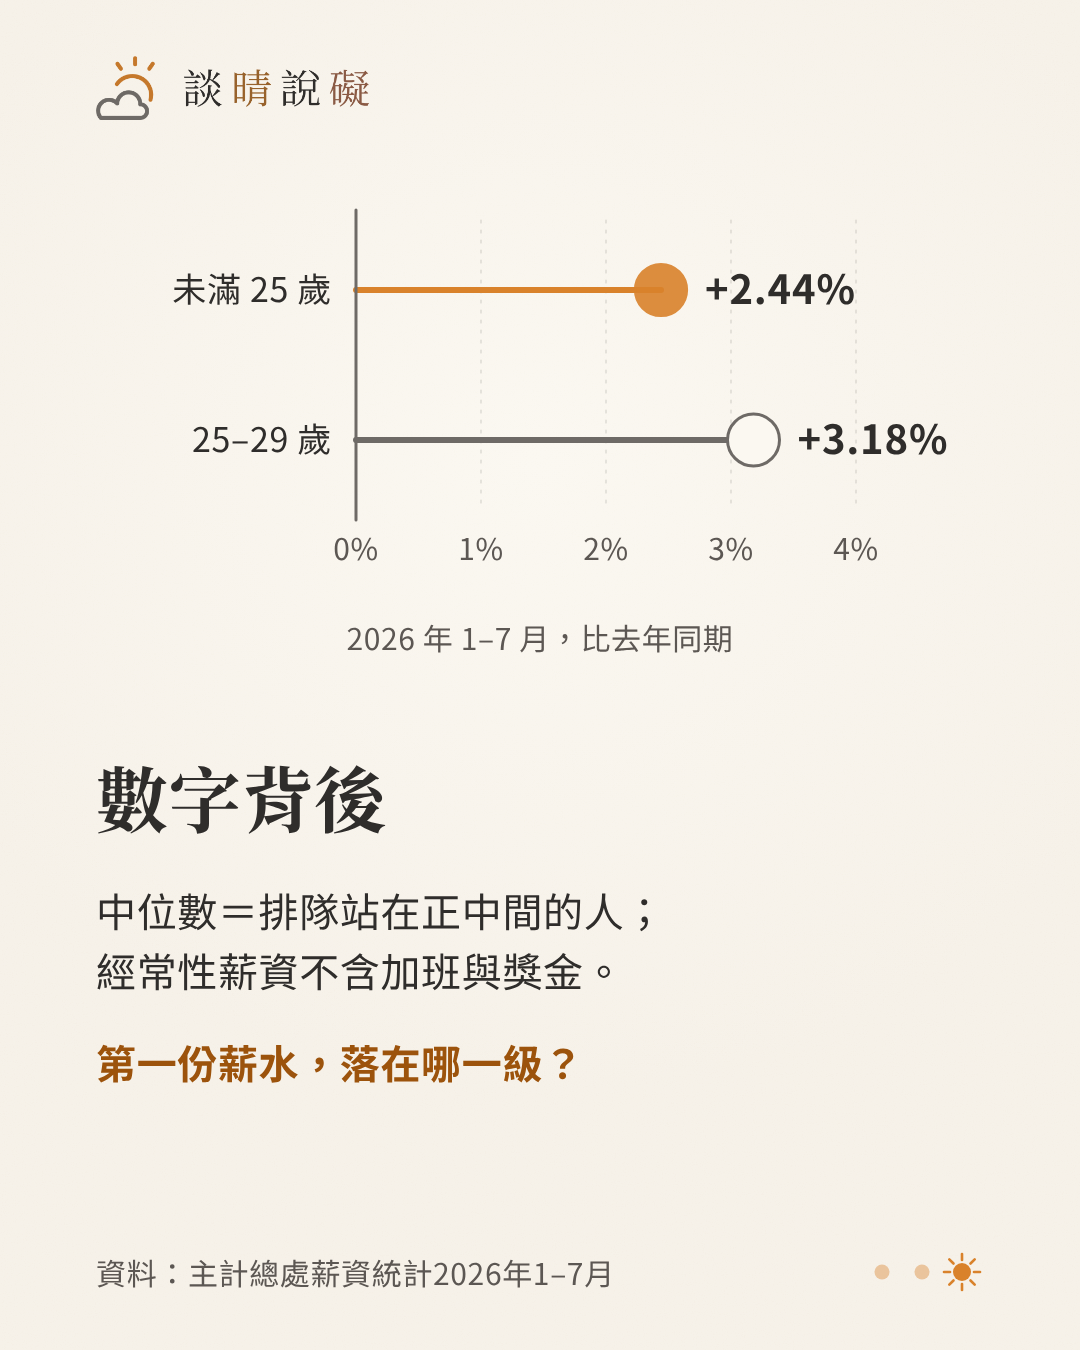 談晴說礙
未滿 25 歲 +2.44%
25–29 歲 +3.18%
0% 1% 2% 3% 4%
2026 年 1–7 月，比去年同期
數字背後
中位數＝排隊站在正中間的人；
經常性薪資不含加班與獎金。
第一份薪水，落在哪一級？
資料：主計總處薪資統計2026年1–7月